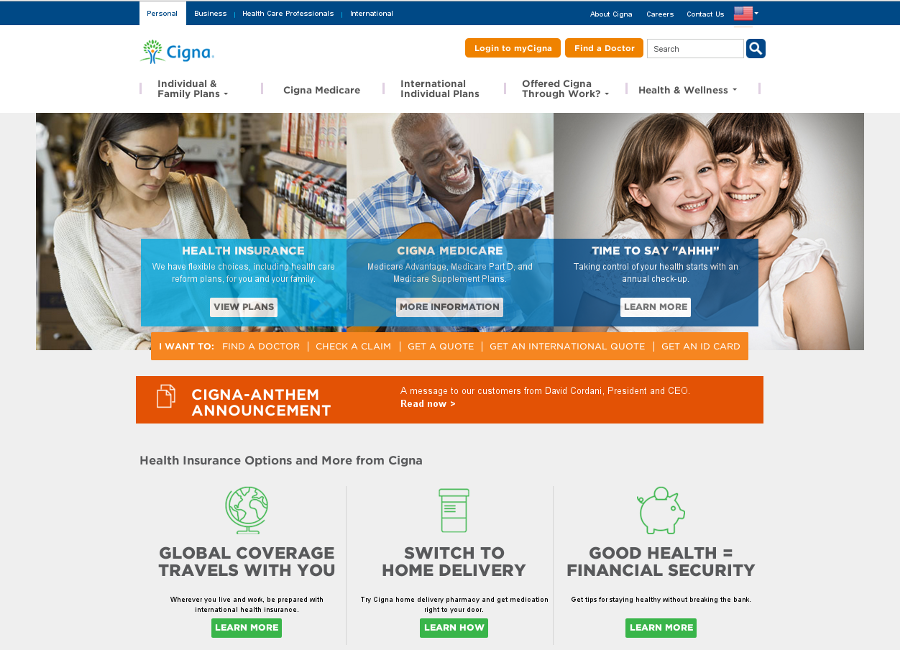 Personal
Business
Health Care Professionals
International
About Cigna
Careers
Contact Us
Cigna.
Login to myCigna
Find a Doctor
Search
Individual &
Family Plans
Cigna Medicare
International
Individual Plans
Offered Cigna
Through Work?
Health & Wellness
HEALTH INSURANCE
We have flexible choices, including health care
reform plans, for you and your family.
VIEW PLANS
CIGNA MEDICARE
Medicare Advantage, Medicare Part D, and
Medicare Supplement Plans.
MORE INFORMATION
TIME TO SAY "AHHH"
Taking control of your health starts with an
annual check-up.
LEARN MORE
I WANT TO: FIND A DOCTOR | CHECK A CLAIM | GET A QUOTE | GET AN INTERNATIONAL QUOTE | GET AN ID CARD
CIGNA-ANTHEM
ANNOUNCEMENT
A message to our customers from David Cordani, President and CEO.
Read now >
Health Insurance Options and More from Cigna
GLOBAL COVERAGE
TRAVELS WITH YOU
Wherever you live and work, be prepared with
international health insurance.
LEARN MORE
SWITCH TO
HOME DELIVERY
Try Cigna home delivery pharmacy and get medication
right to your door.
LEARN HOW
GOOD HEALTH =
FINANCIAL SECURITY
Get tips for staying healthy without breaking the bank.
LEARN MORE